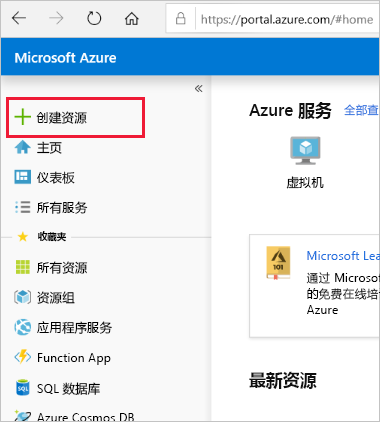 https://portal.azure.com/#home
Microsoft Azure
«
创建资源
主页
仪表板
所有服务
收藏夹
所有资源
资源组
应用程序服务
Function App
SQL 数据库
Azure Cosmos DB
Azure 服务 全部查
虚拟机
101
Microsoft Lea
通过 Microsof
的免费在线培
Azure
最新资源